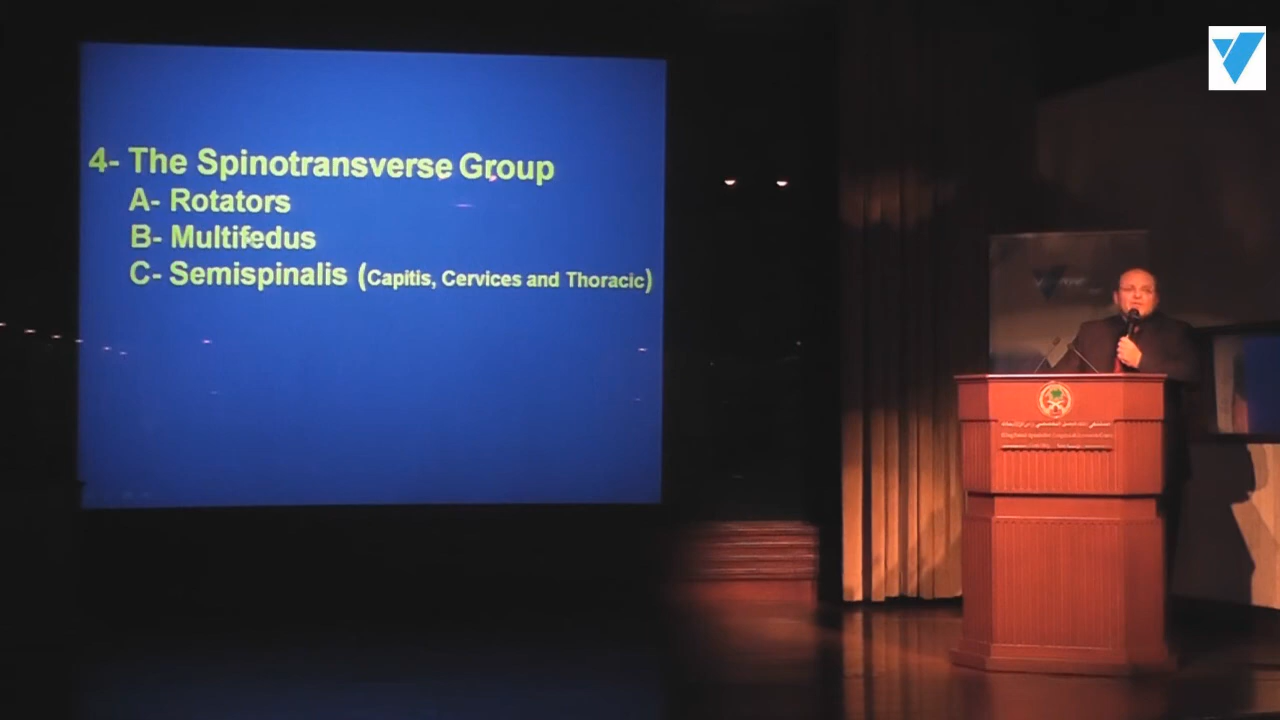 4- The Spinotransverse Group
A- Rotators
B- Multifedus
C- Semispinalis (Capitis, Cervices and Thoracic)